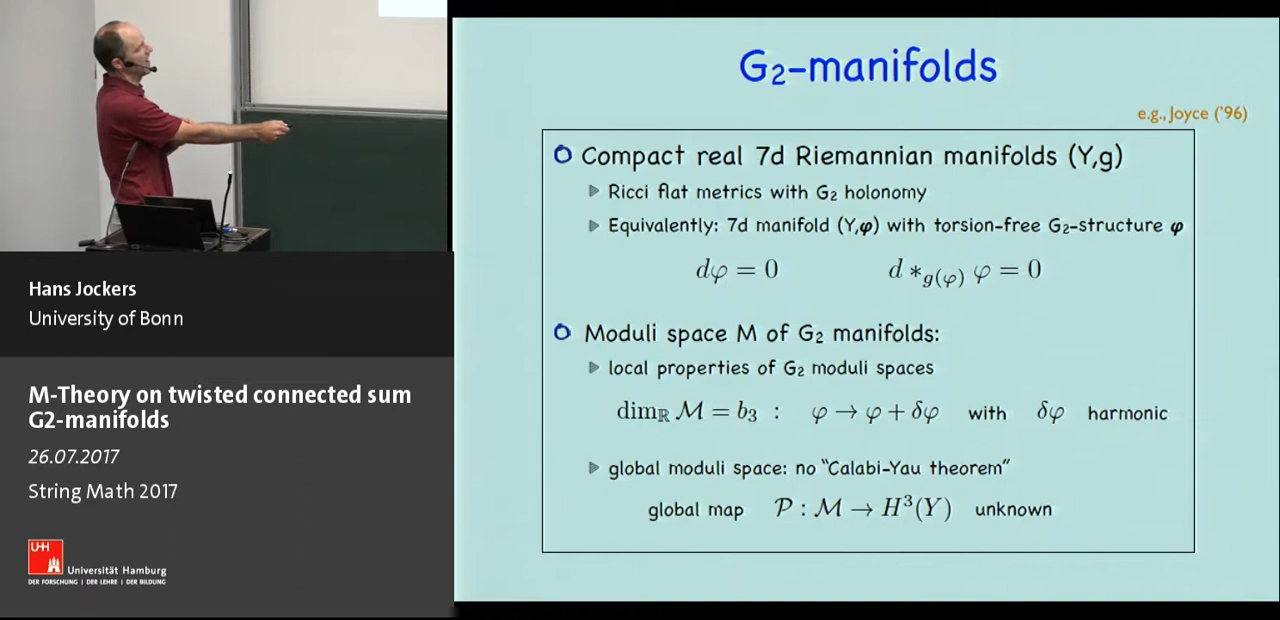 G₂-manifolds
e.g., Joyce ('96)
Compact real 7d Riemannian manifolds (Y,g)
Ricci flat metrics with G₂ holonomy
Equivalently: 7d manifold (Y,φ) with torsion-free G₂-structure φ
dφ = 0    d *_{g(φ)} φ = 0
Moduli space M of G₂ manifolds:
local properties of G₂ moduli spaces
dim_ℝ ℳ = b₃ : φ → φ + δφ with δφ harmonic
global moduli space: no "Calabi-Yau theorem"
global map 𝒫 : ℳ → H³(Y) unknown
Hans Jockers
University of Bonn
M-Theory on twisted connected sum
G2-manifolds
26.07.2017
String Math 2017
UHH
Universität Hamburg
DER FORSCHUNG | DER LEHRE | DER BILDUNG